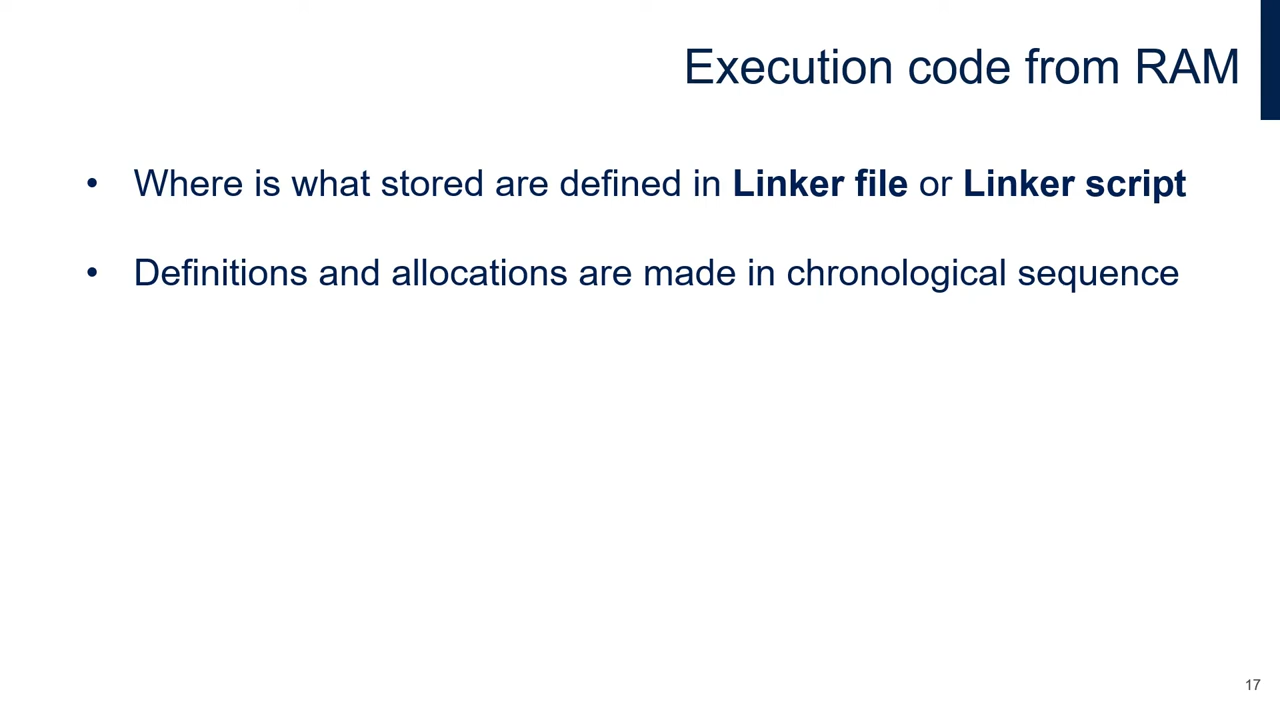 Execution code from RAM
• Where is what stored are defined in Linker file or Linker script
• Definitions and allocations are made in chronological sequence
17